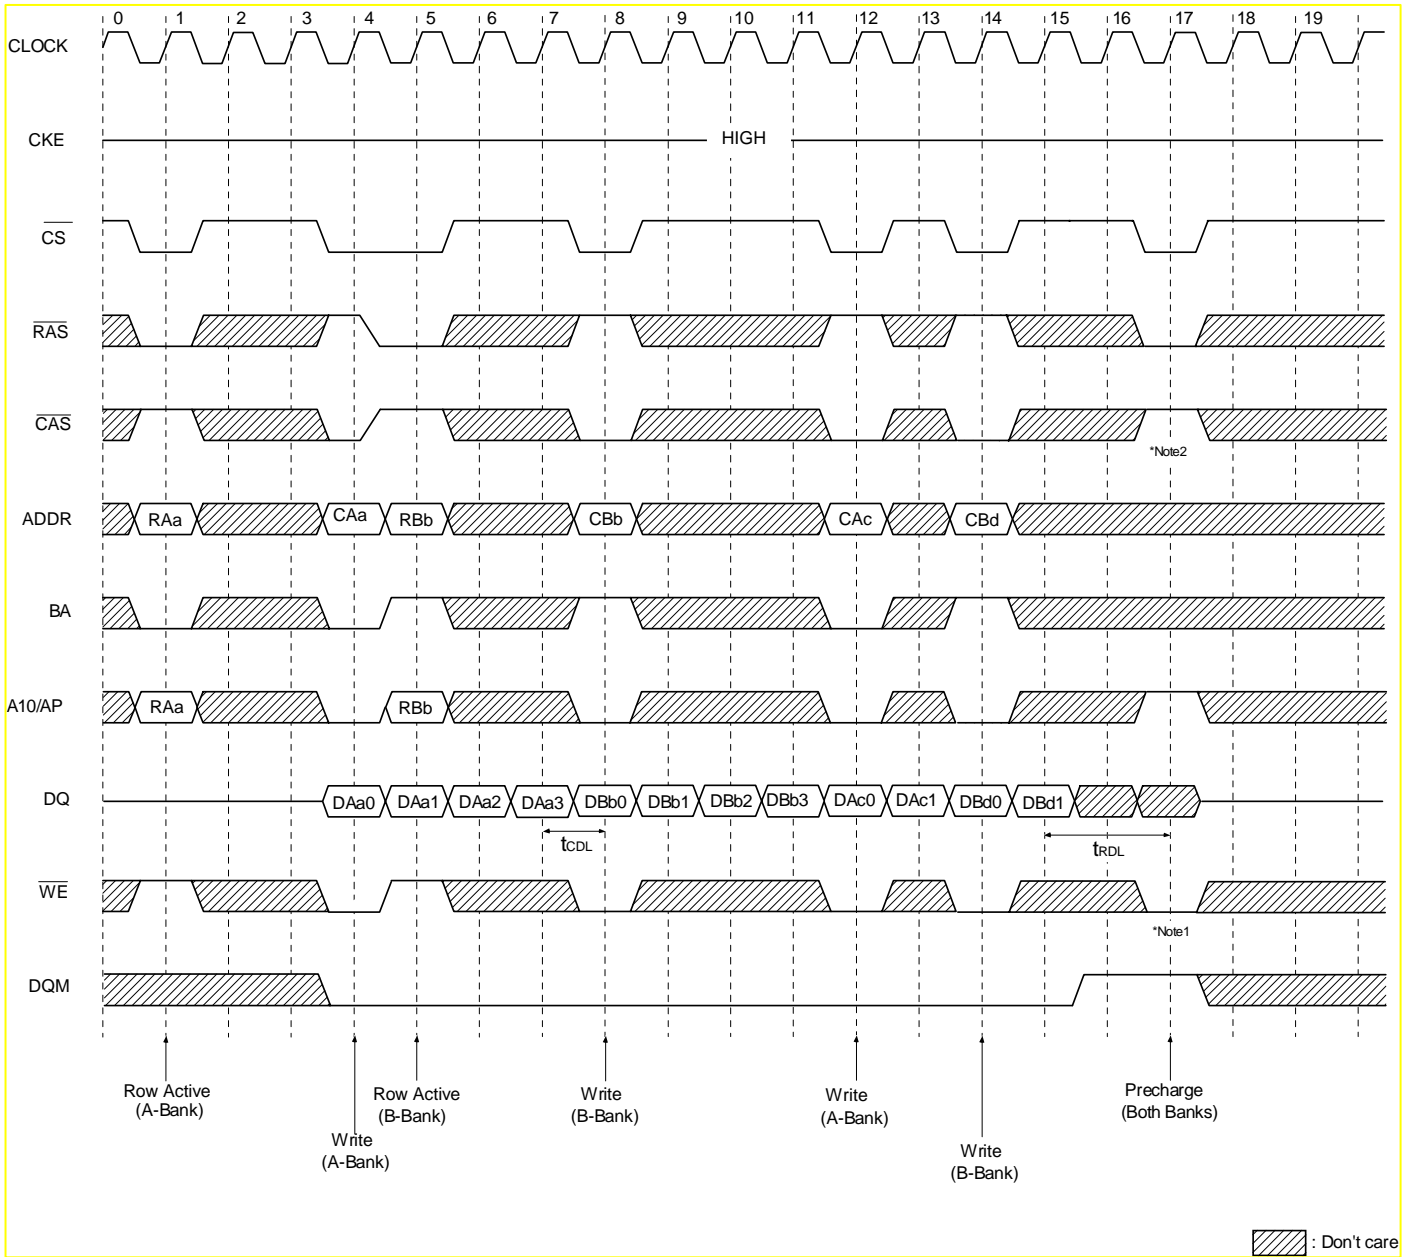 0 1 2 3 4 5 6 7 8 9 10 11 12 13 14 15 16 17 18 19
CLOCK
CKE HIGH
CS
RAS
CAS
*Note2
ADDR RAa CAa RBb CBb CAc CBd
BA
A10/AP RAa RBb
DQ DAa0 DAa1 DAa2 DAa3 DBb0 DBb1 DBb2 DBb3 DAc0 DAc1 DBd0 DBd1
tCDL tRDL
WE
*Note1
DQM
Row Active
(A-Bank)
Write
(A-Bank)
Row Active
(B-Bank)
Write
(B-Bank)
Write
(A-Bank)
Write
(B-Bank)
Precharge
(Both Banks)
: Don't care